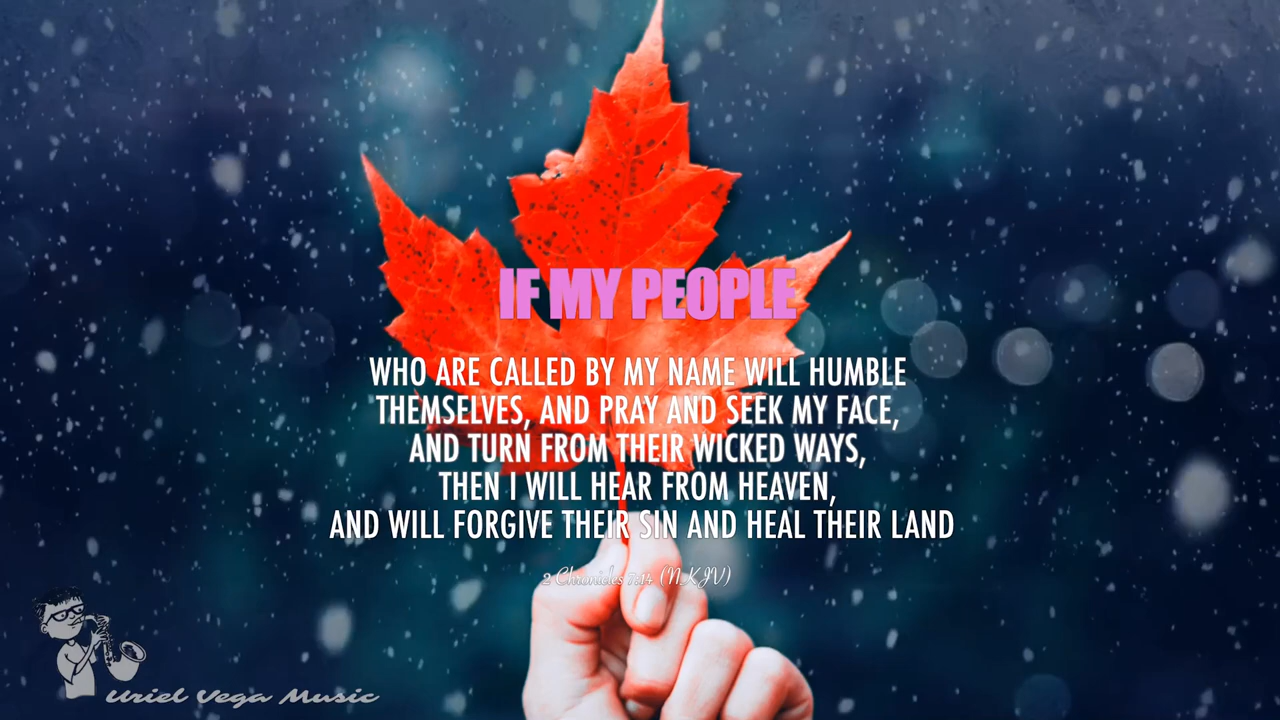 IF MY PEOPLE
WHO ARE CALLED BY MY NAME WILL HUMBLE
THEMSELVES, AND PRAY AND SEEK MY FACE,
AND TURN FROM THEIR WICKED WAYS,
THEN I WILL HEAR FROM HEAVEN,
AND WILL FORGIVE THEIR SIN AND HEAL THEIR LAND
2 Chronicles 7:14 (NKJV)
Uriel Vega Music